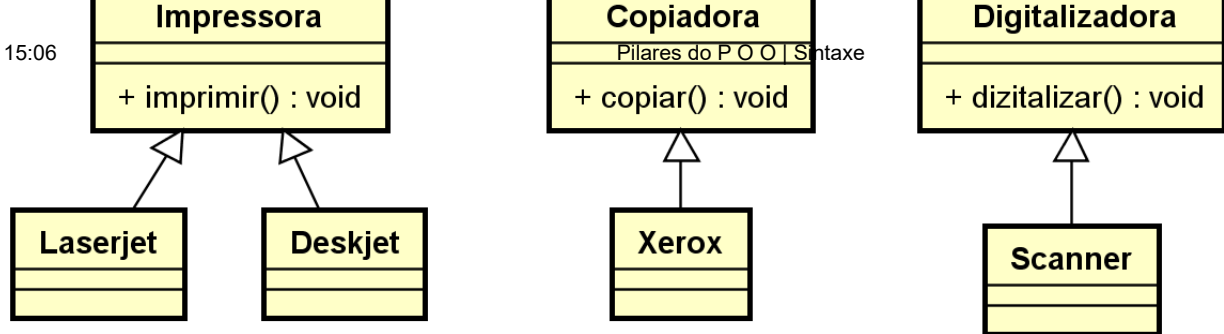 Impressora
Copiadora
Digitalizadora
15:06
Pilares do P O O | Sintaxe
+ imprimir() : void
+ copiar() : void
+ dizitalizar() : void
Laserjet
Deskjet
Xerox
Scanner